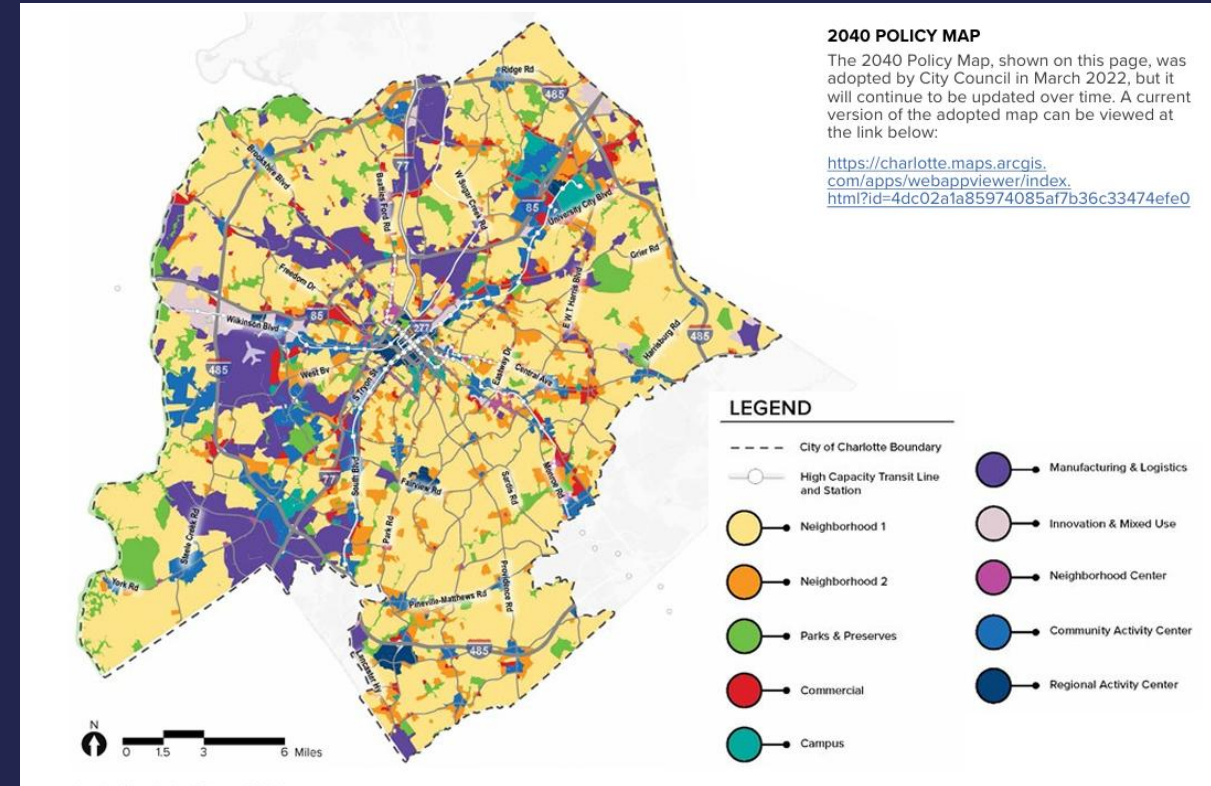 2040 POLICY MAP
The 2040 Policy Map, shown on this page, was
adopted by City Council in March 2022, but it
will continue to be updated over time. A current
version of the adopted map can be viewed at
the link below:
https://charlotte.maps.arcgis.
com/apps/webappviewer/index.
html?id=4dc02a1a85974085af7b36c33474efe0
Ridge Rd
485
Brookshire Blvd
77
Beatties Ford Rd
W Sugar Creek Rd
85
University City Blvd
Grier Rd
Freedom Dr
E W T Harris Blvd
Wilkinson Blvd
85
277
Harrisburg Rd
485
485
West Bv
S Tryon St
Eastway Dr
Central Ave
77
South Blvd
Fairview Rd
Sardis Rd
Monroe Rd
Park Rd
Steele Creek Rd
York Rd
Providence Rd
Pineville-Matthews Rd
485
Lancaster Hy
N
0 1.5 3 6 Miles
LEGEND
City of Charlotte Boundary
High Capacity Transit Line
and Station
Neighborhood 1
Neighborhood 2
Parks & Preserves
Commercial
Campus
Manufacturing & Logistics
Innovation & Mixed Use
Neighborhood Center
Community Activity Center
Regional Activity Center